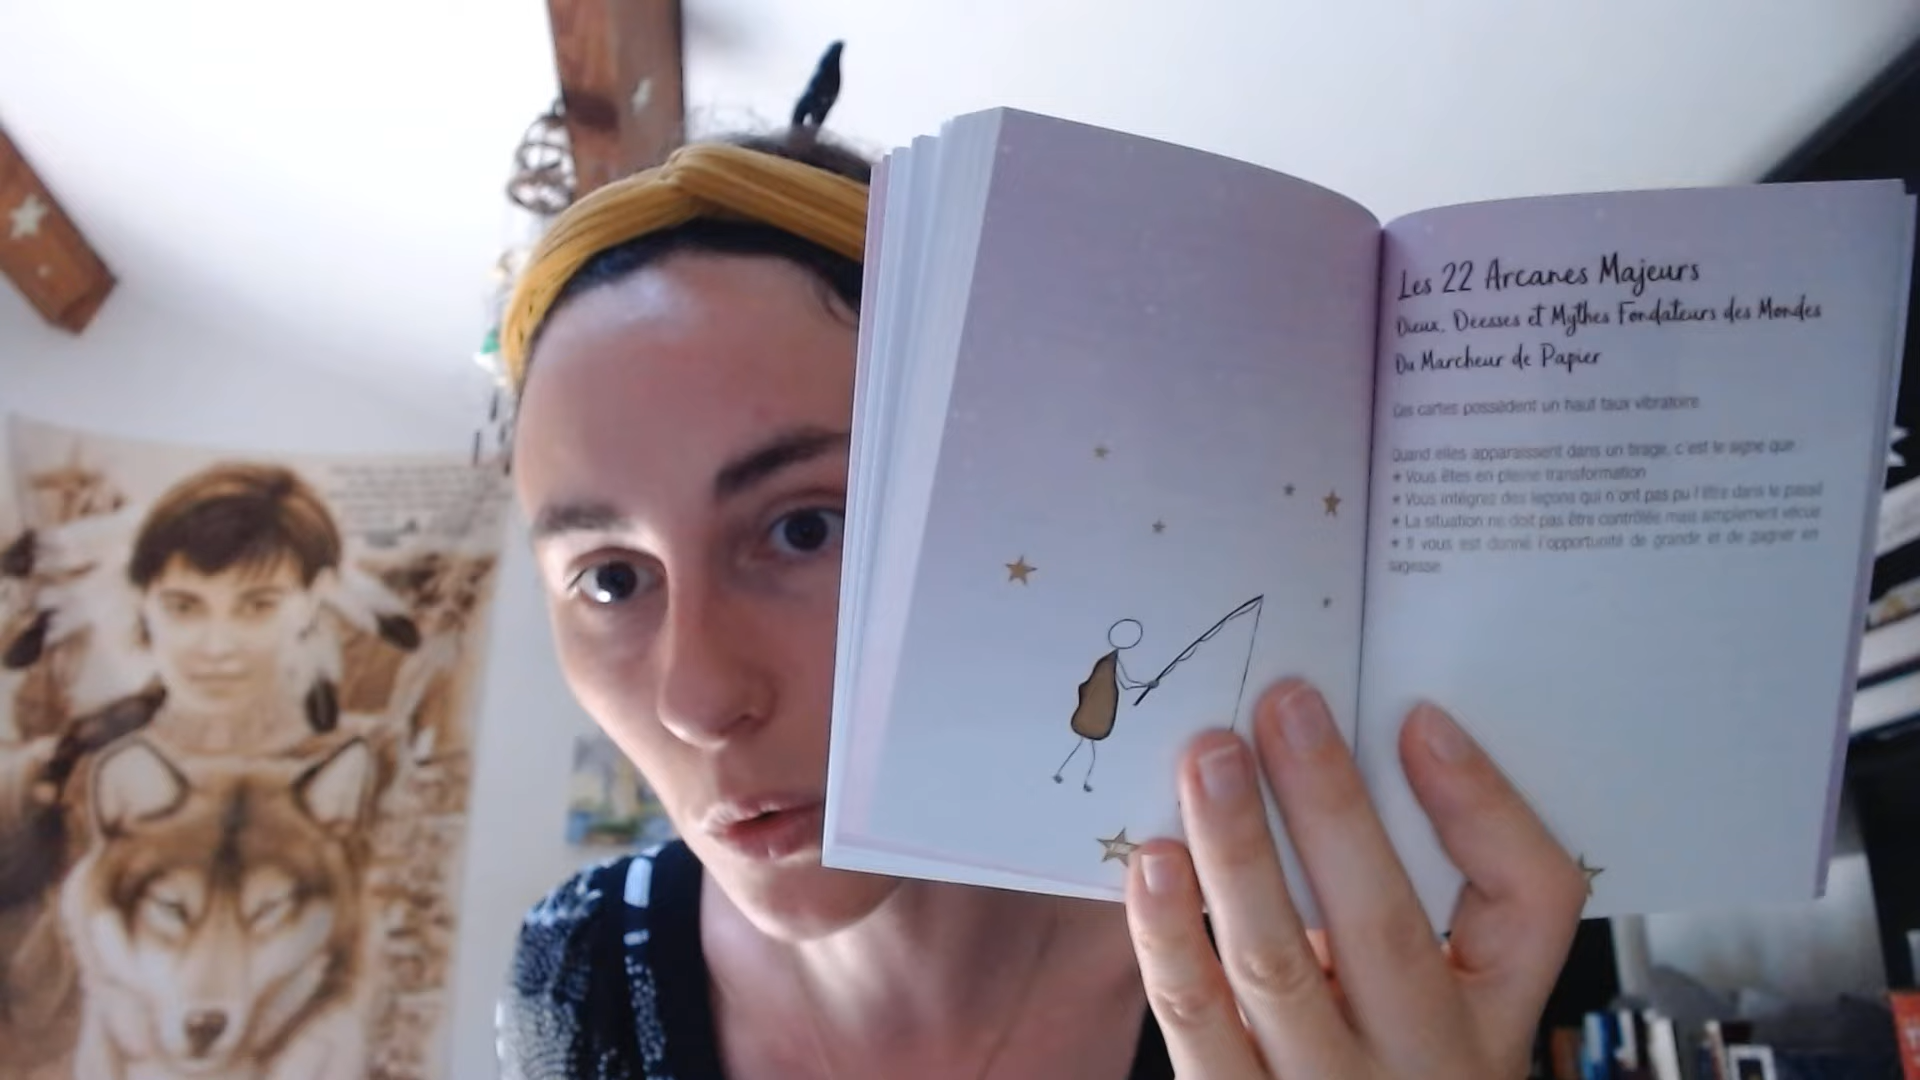 Les 22 Arcanes Majeurs
Dieux, Déesses et Mythes Fondateurs des Mondes
Du Marcheur de Papier
Ces cartes possèdent un haut taux vibratoire.
Quand elles apparaissent dans un tirage, c'est le signe que :
★ Vous êtes en pleine transformation
★ Vous intégrez des leçons qui n'ont pas pu l'être dans le passé
★ La situation ne doit pas être contrôlée mais simplement vécue
★ Il vous est donné l'opportunité de grandir et de gagner en
sagesse